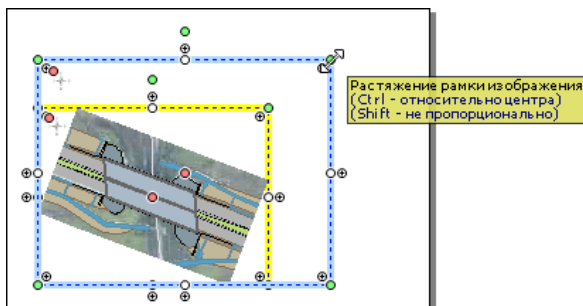 Растяжение рамки изображения
(Ctrl - относительно центра)
(Shift - не пропорционально)